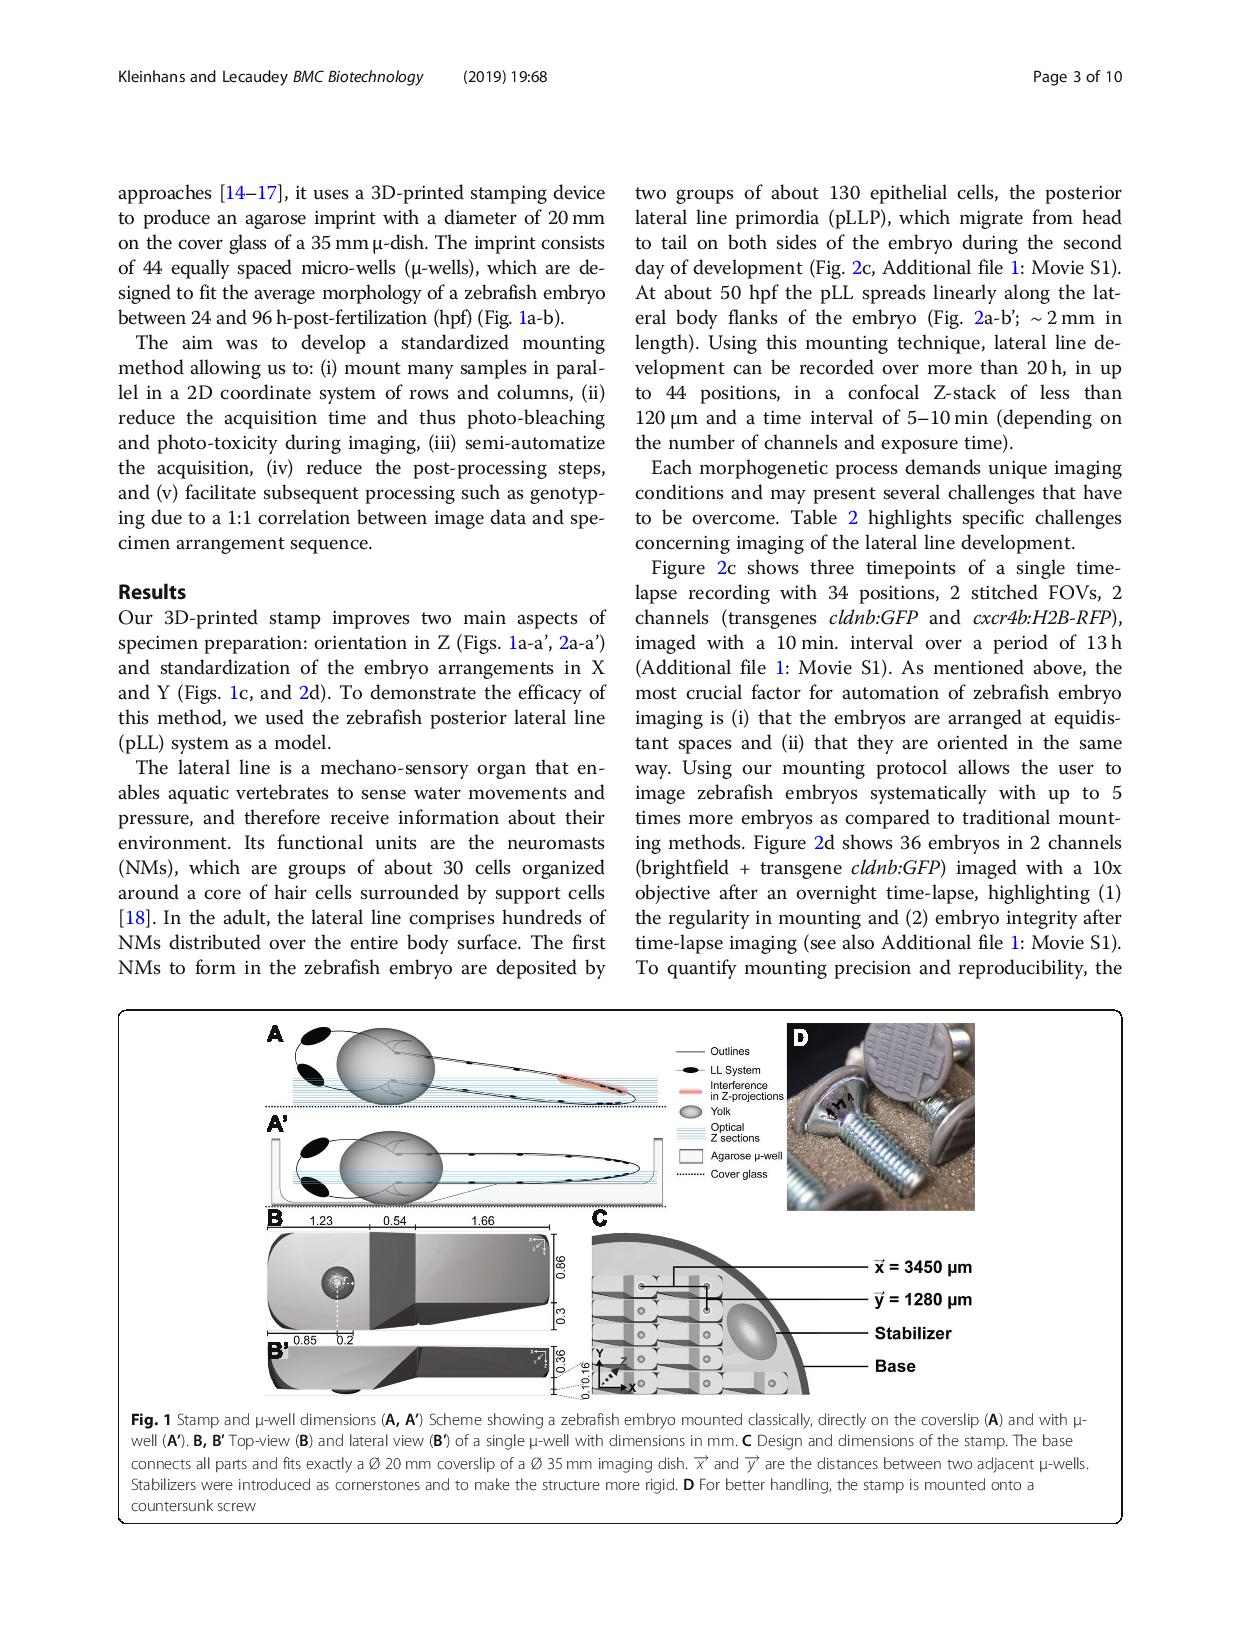 Kleinhans and Lecaudey BMC Biotechnology (2019) 19:68 Page 3 of 10
approaches [14–17], it uses a 3D-printed stamping device
to produce an agarose imprint with a diameter of 20 mm
on the cover glass of a 35 mm μ-dish. The imprint consists
of 44 equally spaced micro-wells (μ-wells), which are de-
signed to fit the average morphology of a zebrafish embryo
between 24 and 96 h-post-fertilization (hpf) (Fig. 1a-b).
The aim was to develop a standardized mounting
method allowing us to: (i) mount many samples in paral-
lel in a 2D coordinate system of rows and columns, (ii)
reduce the acquisition time and thus photo-bleaching
and photo-toxicity during imaging, (iii) semi-automatize
the acquisition, (iv) reduce the post-processing steps,
and (v) facilitate subsequent processing such as genotyp-
ing due to a 1:1 correlation between image data and spe-
cimen arrangement sequence.
Results
Our 3D-printed stamp improves two main aspects of
specimen preparation: orientation in Z (Figs. 1a-a’, 2a-a’)
and standardization of the embryo arrangements in X
and Y (Figs. 1c, and 2d). To demonstrate the efficacy of
this method, we used the zebrafish posterior lateral line
(pLL) system as a model.
The lateral line is a mechano-sensory organ that en-
ables aquatic vertebrates to sense water movements and
pressure, and therefore receive information about their
environment. Its functional units are the neuromasts
(NMs), which are groups of about 30 cells organized
around a core of hair cells surrounded by support cells
[18]. In the adult, the lateral line comprises hundreds of
NMs distributed over the entire body surface. The first
NMs to form in the zebrafish embryo are deposited by
two groups of about 130 epithelial cells, the posterior
lateral line primordia (pLLP), which migrate from head
to tail on both sides of the embryo during the second
day of development (Fig. 2c, Additional file 1: Movie S1).
At about 50 hpf the pLL spreads linearly along the lat-
eral body flanks of the embryo (Fig. 2a-b’; ~ 2 mm in
length). Using this mounting technique, lateral line de-
velopment can be recorded over more than 20 h, in up
to 44 positions, in a confocal Z-stack of less than
120 μm and a time interval of 5–10 min (depending on
the number of channels and exposure time).
Each morphogenetic process demands unique imaging
conditions and may present several challenges that have
to be overcome. Table 2 highlights specific challenges
concerning imaging of the lateral line development.
Figure 2c shows three timepoints of a single time-
lapse recording with 34 positions, 2 stitched FOVs, 2
channels (transgenes cldnb:GFP and cxcr4b:H2B-RFP),
imaged with a 10 min. interval over a period of 13 h
(Additional file 1: Movie S1). As mentioned above, the
most crucial factor for automation of zebrafish embryo
imaging is (i) that the embryos are arranged at equidis-
tant spaces and (ii) that they are oriented in the same
way. Using our mounting protocol allows the user to
image zebrafish embryos systematically with up to 5
times more embryos as compared to traditional mount-
ing methods. Figure 2d shows 36 embryos in 2 channels
(brightfield + transgene cldnb:GFP) imaged with a 10x
objective after an overnight time-lapse, highlighting (1)
the regularity in mounting and (2) embryo integrity after
time-lapse imaging (see also Additional file 1: Movie S1).
To quantify mounting precision and reproducibility, the
A
Outlines
LL System
Interference
in Z-projections
Yolk
Optical
Z sections
Agarose μ-well
Cover glass
D
A’
B
1.23 0.54 1.66
0.86
0.3
0.85 0.2
B’
0.36
0.1 0.16
C
x = 3450 μm
y = 1280 μm
Stabilizer
Base
Y
Z
X
Fig. 1 Stamp and μ-well dimensions (A, A’) Scheme showing a zebrafish embryo mounted classically, directly on the coverslip (A) and with μ-
well (A’). B, B’ Top-view (B) and lateral view (B’) of a single μ-well with dimensions in mm. C Design and dimensions of the stamp. The base
connects all parts and fits exactly a Ø 20 mm coverslip of a Ø 35 mm imaging dish. x→ and y→ are the distances between two adjacent μ-wells.
Stabilizers were introduced as cornerstones and to make the structure more rigid. D For better handling, the stamp is mounted onto a
countersunk screw